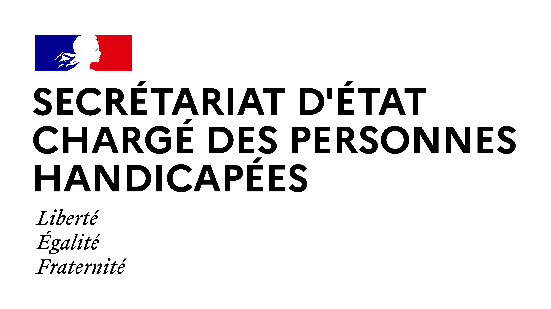 SECRÉTARIAT D'ÉTAT
CHARGÉ DES PERSONNES
HANDICAPÉES
Liberté
Égalité
Fraternité